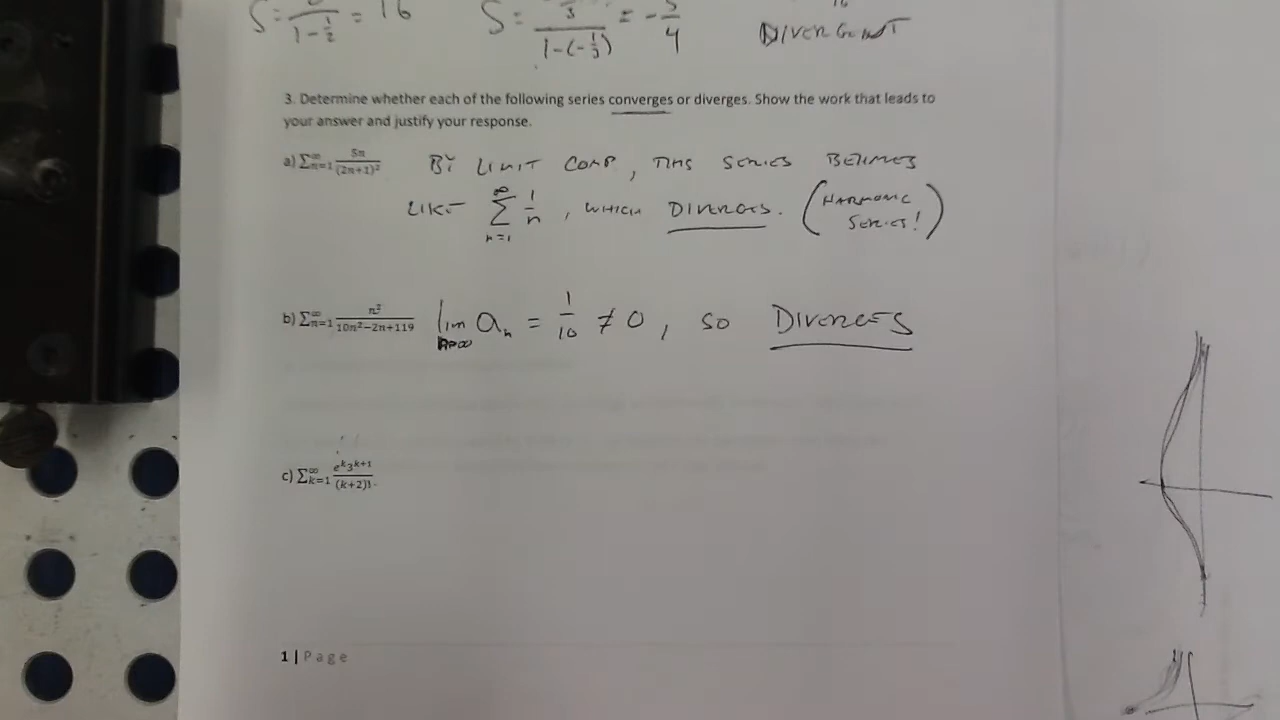 S = / 1-½ = 16 S = 3 / 1-(-⅓) = -5/4 DIVERGENT
3. Determine whether each of the following series converges or diverges. Show the work that leads to
your answer and justify your response.
a) ∑_{n=1}^{∞} 5n/(2n+1)² BY LIMIT COMP, THIS SERIES BEHAVES
LIKE ∑_{n=1}^{∞} 1/n, WHICH DIVERGES. (HARMONIC SERIES!)
b) ∑_{n=1}^{∞} n²/(10n²−2n+119) lim_{n→∞} a_n = 1/10 ≠ 0, SO DIVERGES
c) ∑_{k=1}^{∞} e^k 3^{k+1}/(k+2)!
1 | Page